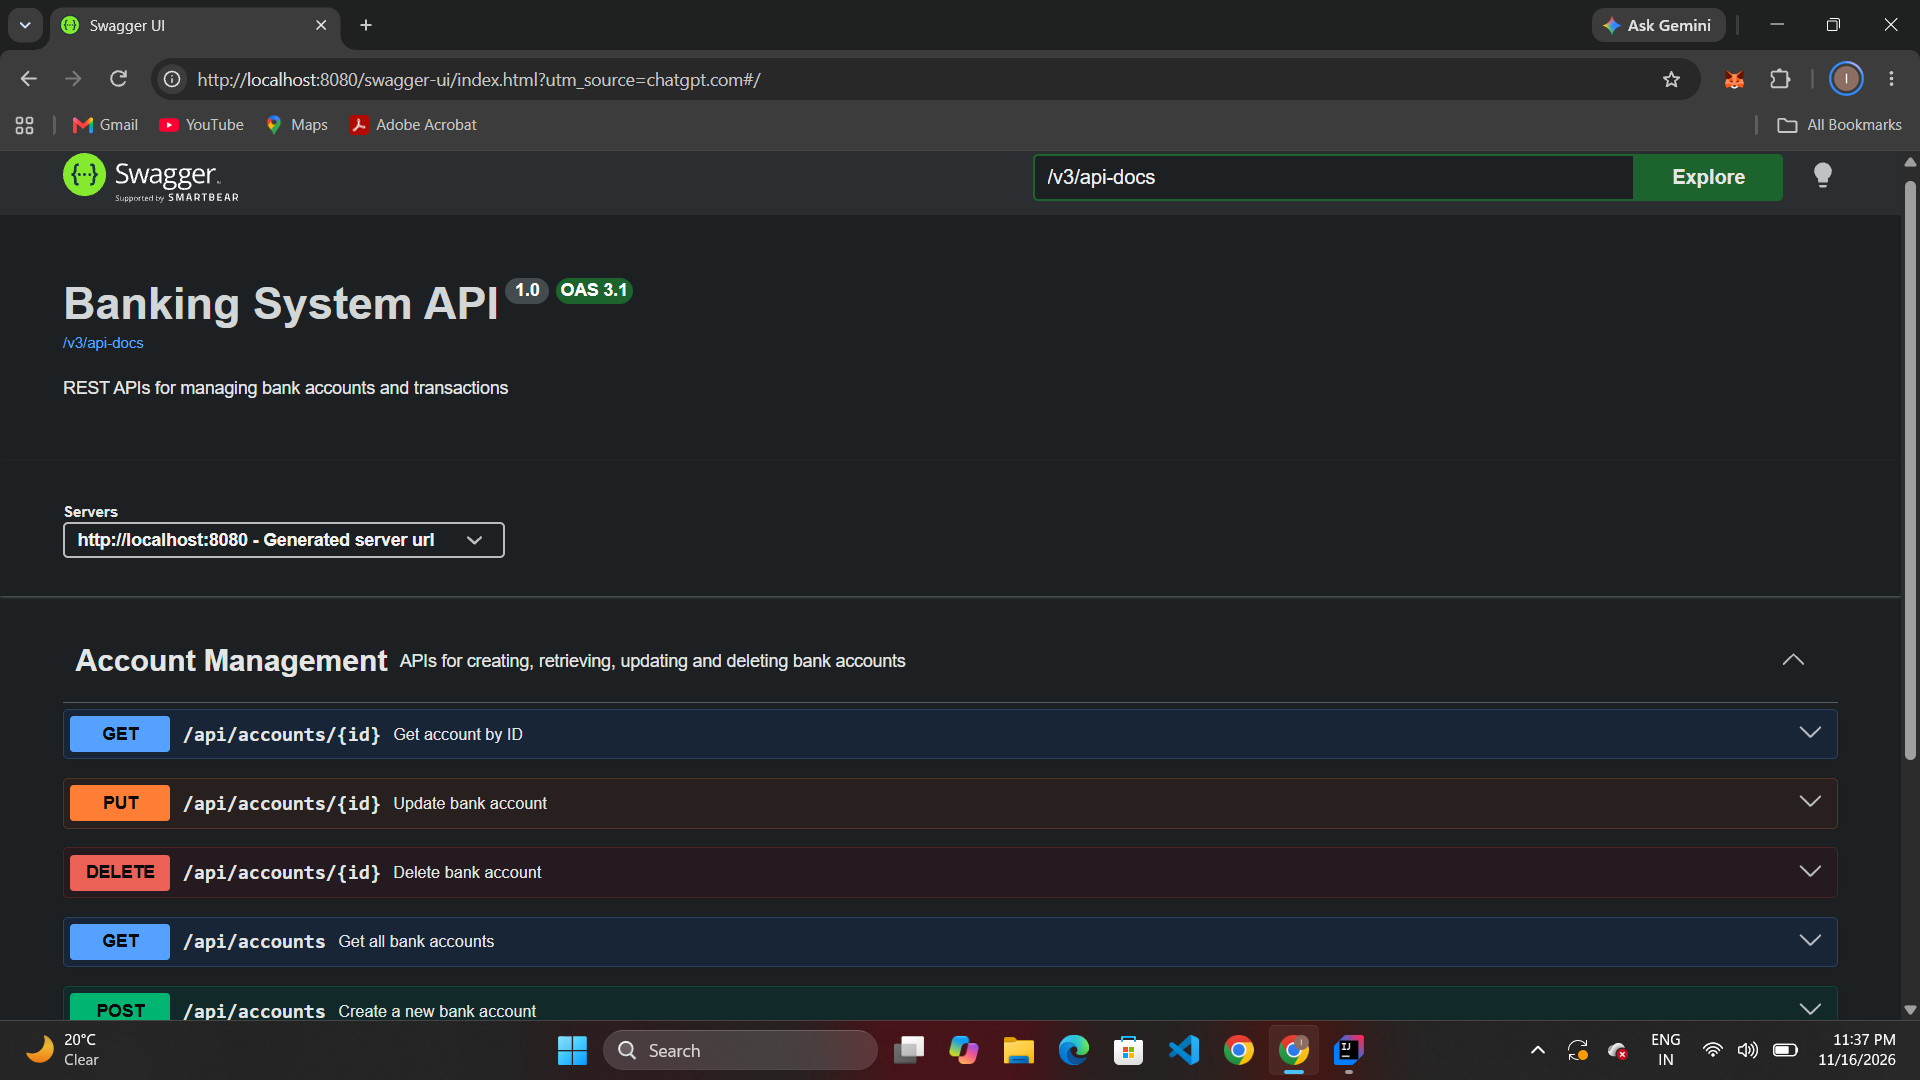 Swagger UI
Ask Gemini
http://localhost:8080/swagger-ui/index.html?utm_source=chatgpt.com#/
I
Gmail
YouTube
Maps
Adobe Acrobat
All Bookmarks
Swagger
Supported by SMARTBEAR
/v3/api-docs
Explore
Banking System API 1.0 OAS 3.1
/v3/api-docs
REST APIs for managing bank accounts and transactions
Servers
http://localhost:8080 - Generated server url
Account Management APIs for creating, retrieving, updating and deleting bank accounts
GET /api/accounts/{id} Get account by ID
PUT /api/accounts/{id} Update bank account
DELETE /api/accounts/{id} Delete bank account
GET /api/accounts Get all bank accounts
POST /api/accounts Create a new bank account
20°C
Clear
Search
IJ
ENG
IN
11:37 PM
11/16/2026